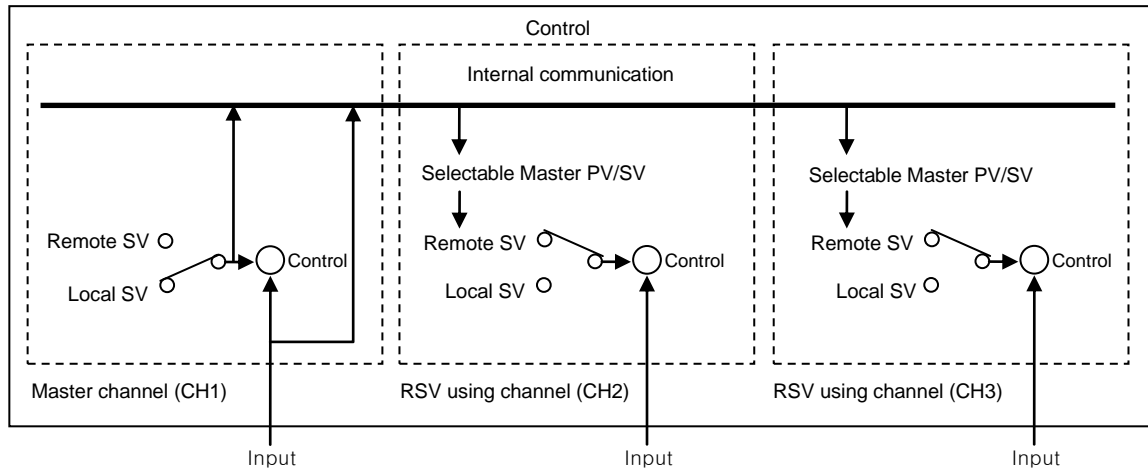 Control
Internal communication
Selectable Master PV/SV
Selectable Master PV/SV
Remote SV
Control
Local SV
Remote SV
Control
Local SV
Remote SV
Control
Local SV
Master channel (CH1)
RSV using channel (CH2)
RSV using channel (CH3)
Input
Input
Input